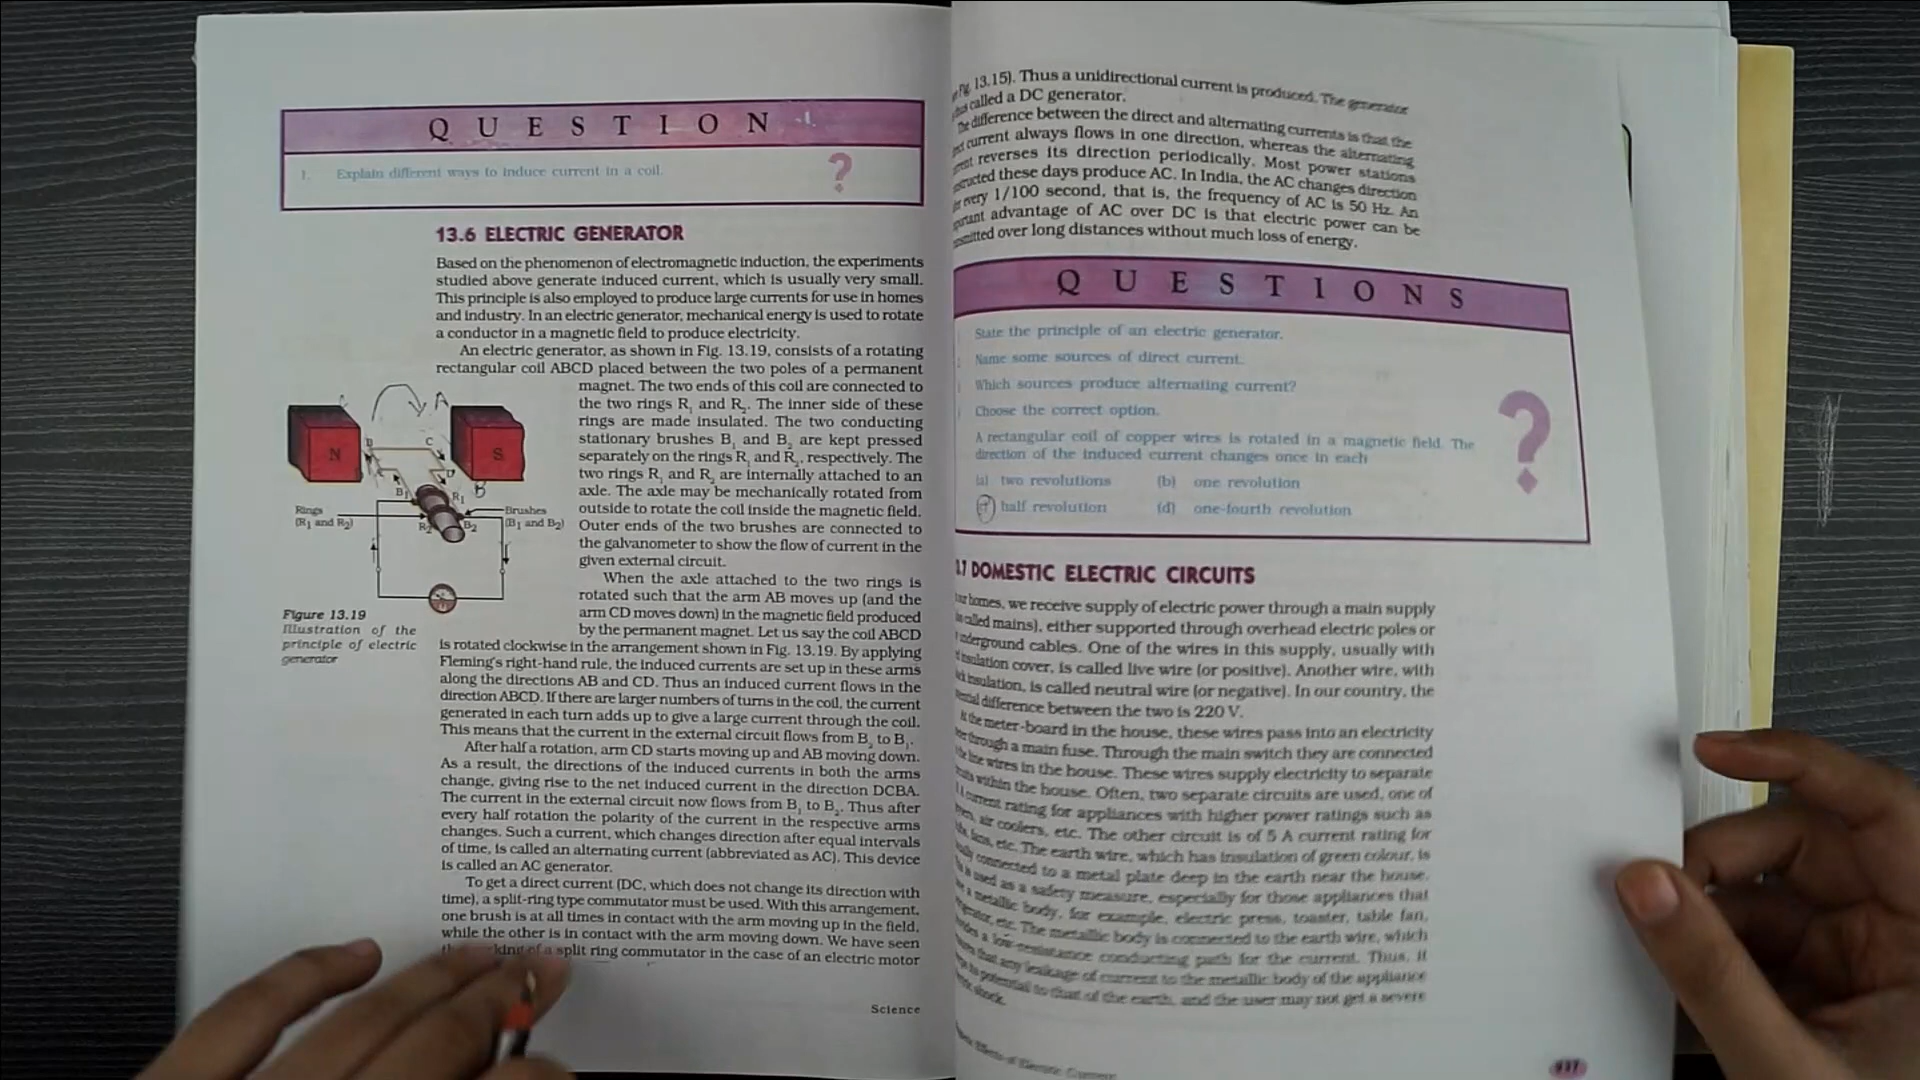 QUESTION
1. Explain different ways to induce current in a coil.
?
13.6 ELECTRIC GENERATOR
Based on the phenomenon of electromagnetic induction, the experiments
studied above generate induced current, which is usually very small.
This principle is also employed to produce large currents for use in homes
and industry. In an electric generator, mechanical energy is used to rotate
a conductor in a magnetic field to produce electricity.
An electric generator, as shown in Fig. 13.19, consists of a rotating
rectangular coil ABCD placed between the two poles of a permanent
magnet. The two ends of this coil are connected to
the two rings R₁ and R₂. The inner side of these
rings are made insulated. The two conducting
stationary brushes B₁ and B₂ are kept pressed
separately on the rings R₁ and R₂, respectively. The
two rings R₁ and R₂ are internally attached to an
axle. The axle may be mechanically rotated from
outside to rotate the coil inside the magnetic field.
Outer ends of the two brushes are connected to
the galvanometer to show the flow of current in the
given external circuit.
When the axle attached to the two rings is
rotated such that the arm AB moves up (and the
arm CD moves down) in the magnetic field produced
by the permanent magnet. Let us say the coil ABCD
is rotated clockwise in the arrangement shown in Fig. 13.19. By applying
Fleming's right-hand rule, the induced currents are set up in these arms
along the directions AB and CD. Thus an induced current flows in the
direction ABCD. If there are larger numbers of turns in the coil, the current
generated in each turn adds up to give a large current through the coil.
This means that the current in the external circuit flows from B₂ to B₁.
After half a rotation, arm CD starts moving up and AB moving down.
As a result, the directions of the induced currents in both the arms
change, giving rise to the net induced current in the direction DCBA.
The current in the external circuit now flows from B₁ to B₂. Thus after
every half rotation the polarity of the current in the respective arms
changes. Such a current, which changes direction after equal intervals
of time, is called an alternating current (abbreviated as AC). This device
is called an AC generator.
To get a direct current (DC, which does not change its direction with
time), a split-ring type commutator must be used. With this arrangement,
one brush is at all times in contact with the arm moving up in the field,
while the other is in contact with the arm moving down. We have seen
of a split ring commutator in the case of an electric motor
A
N
S
B
C
D
B₁
R₁
B
R₂
B₂
Rings
(R₁ and R₂)
Brushes
(B₁ and B₂)
Figure 13.19
Illustration of the
principle of electric
generator
Science
13.15). Thus a unidirectional current is produced. The generator
called a DC generator.
difference between the direct and alternating currents is that the
current always flows in one direction, whereas the alternating
reverses its direction periodically. Most power stations
these days produce AC. In India, the AC changes direction
every 1/100 second, that is, the frequency of AC is 50 Hz. An
advantage of AC over DC is that electric power can be
over long distances without much loss of energy.
QUESTIONS
State the principle of an electric generator.
Name some sources of direct current.
Which sources produce alternating current?
Choose the correct option.
A rectangular coil of copper wires is rotated in a magnetic field. The
direction of the induced current changes once in each
(a) two revolutions (b) one revolution
half revolution (d) one-fourth revolution
?
.7 DOMESTIC ELECTRIC CIRCUITS
homes, we receive supply of electric power through a main supply
called mains), either supported through overhead electric poles or
underground cables. One of the wires in this supply, usually with
insulation cover, is called live wire (or positive). Another wire, with
insulation, is called neutral wire (or negative). In our country, the
difference between the two is 220 V.
At the meter-board in the house, these wires pass into an electricity
through a main fuse. Through the main switch they are connected
wires in the house. These wires supply electricity to separate
within the house. Often, two separate circuits are used, one of
current rating for appliances with higher power ratings such as
air coolers, etc. The other circuit is of 5 A current rating for
fans, etc. The earth wire, which has insulation of green colour, is
connected to a metal plate deep in the earth near the house.
is used as a safety measure, especially for those appliances that
a metallic body, for example, electric press, toaster, table fan,
etc. The metallic body is connected to the earth wire, which
a low-resistance conducting path for the current. Thus, it
that any leakage of current to the metallic body of the appliance
potential to that of the earth, and the user may not get a severe
shock.
Effects of Electric Current